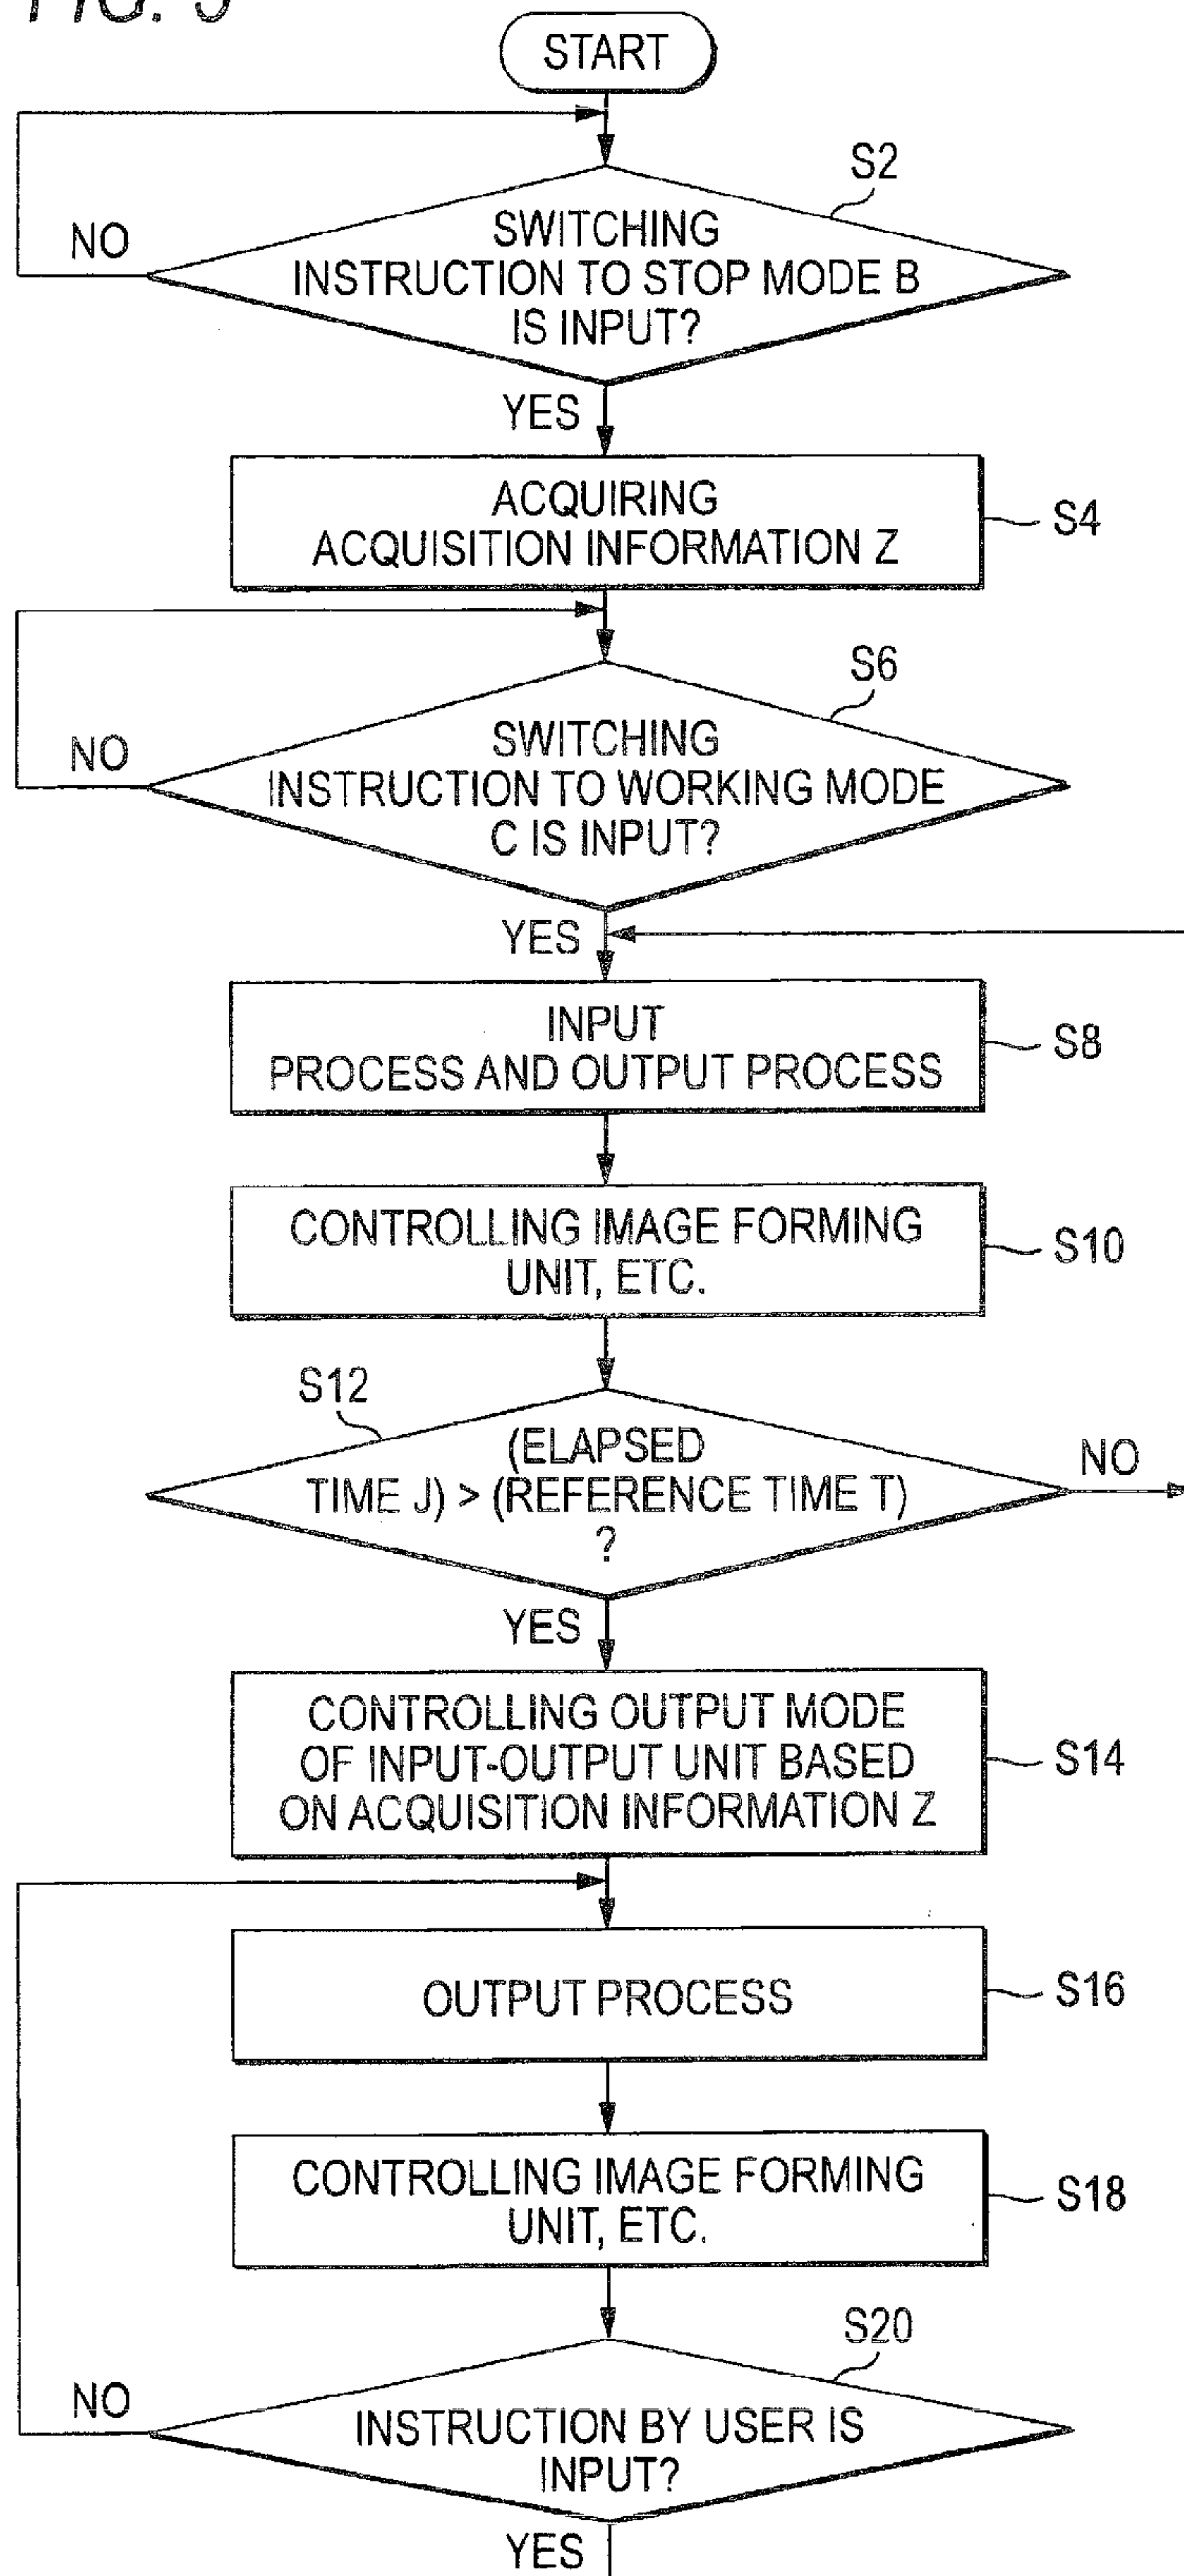 START
S2
NO
SWITCHING
INSTRUCTION TO STOP MODE B
IS INPUT?
YES
ACQUIRING
ACQUISITION INFORMATION Z
S4
S6
NO
SWITCHING
INSTRUCTION TO WORKING MODE
C IS INPUT?
YES
INPUT
PROCESS AND OUTPUT PROCESS
S8
CONTROLLING IMAGE FORMING
UNIT, ETC.
S10
S12
(ELAPSED
TIME J) > (REFERENCE TIME T)
?
NO
YES
CONTROLLING OUTPUT MODE
OF INPUT-OUTPUT UNIT BASED
ON ACQUISITION INFORMATION Z
S14
OUTPUT PROCESS
S16
CONTROLLING IMAGE FORMING
UNIT, ETC.
S18
S20
NO
INSTRUCTION BY USER IS
INPUT?
YES